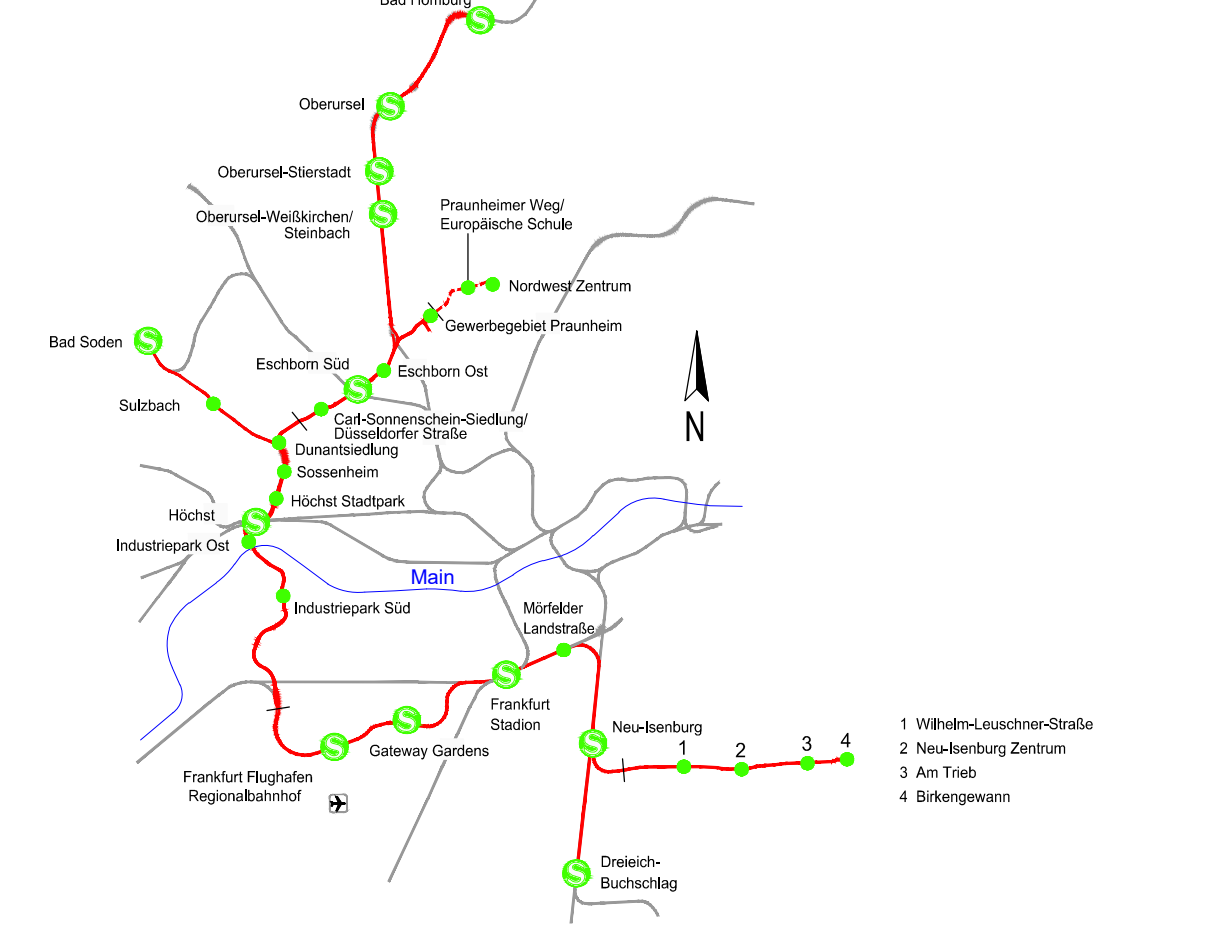 Bad Homburg
Oberursel
Oberursel-Stierstadt
Oberursel-Weißkirchen/
Steinbach
Praunheimer Weg/
Europäische Schule
Nordwest Zentrum
Gewerbegebiet Praunheim
Bad Soden
Eschborn Süd
Eschborn Ost
Sulzbach
Carl-Sonnenschein-Siedlung/
Düsseldorfer Straße
Dunantsiedlung
Sossenheim
Höchst Stadtpark
Höchst
Industriepark Ost
N
Main
Industriepark Süd
Mörfelder
Landstraße
Frankfurt
Stadion
Gateway Gardens
Frankfurt Flughafen
Regionalbahnhof
Neu-Isenburg
1 2 3 4
Dreieich-
Buchschlag
1 Wilhelm-Leuschner-Straße
2 Neu-Isenburg Zentrum
3 Am Trieb
4 Birkengewann
S
S
S
S
S
S
S
S
S
S
S
S